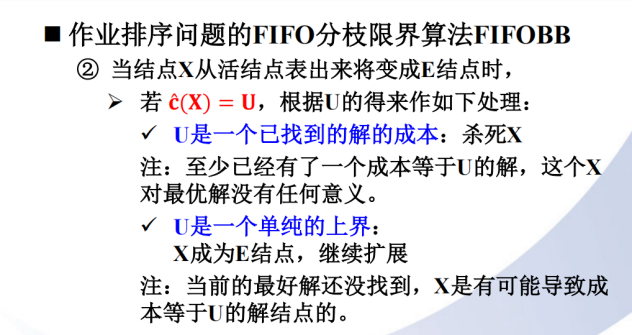 ■ 作业排序问题的FIFO分枝限界算法FIFOBB
② 当结点X从活结点表出来将变成E结点时，
➢ 若 ĉ(X) = U，根据U的得来作如下处理：
✓ U是一个已找到的解的成本：杀死X
注：至少已经有了一个成本等于U的解，这个X
对最优解没有任何意义。
✓ U是一个单纯的上界：
X成为E结点，继续扩展
注：当前的最好解还没找到，X是有可能导致成
本等于U的解结点的。